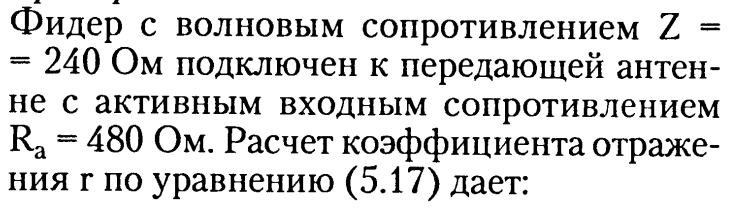 Фидер с волновым сопротивлением Z =
= 240 Ом подключен к передающей антен-
не с активным входным сопротивлением
Rа = 480 Ом. Расчет коэффициента отраже-
ния r по уравнению (5.17) дает: